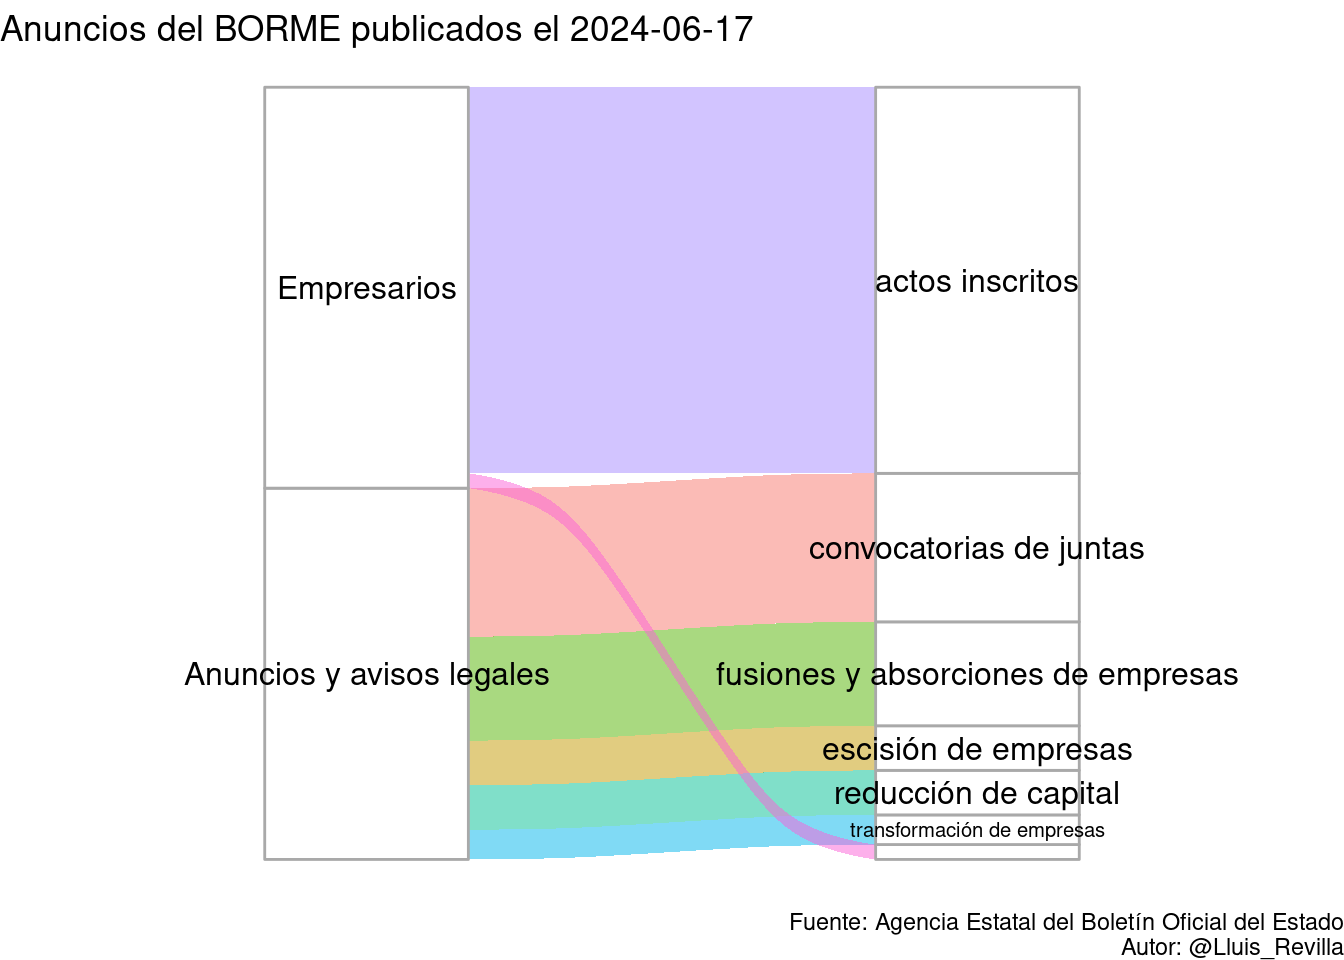 Anuncios del BORME publicados el 2024-06-17
Empresarios
actos inscritos
convocatorias de juntas
Anuncios y avisos legales
fusiones y absorciones de empresas
escisión de empresas
reducción de capital
transformación de empresas
Fuente: Agencia Estatal del Boletín Oficial del Estado
Autor: @Lluis_Revilla